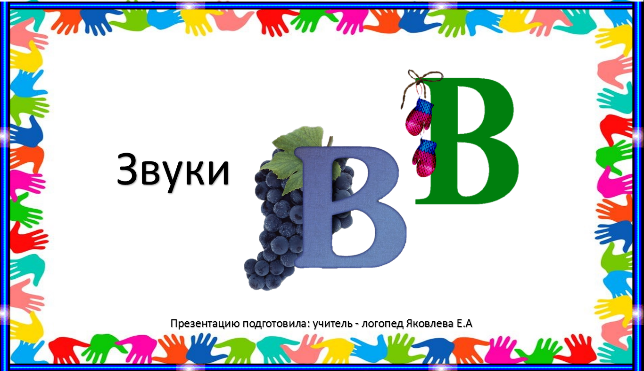 Звуки
В
В
Презентацию подготовила: учитель - логопед Яковлева Е.А